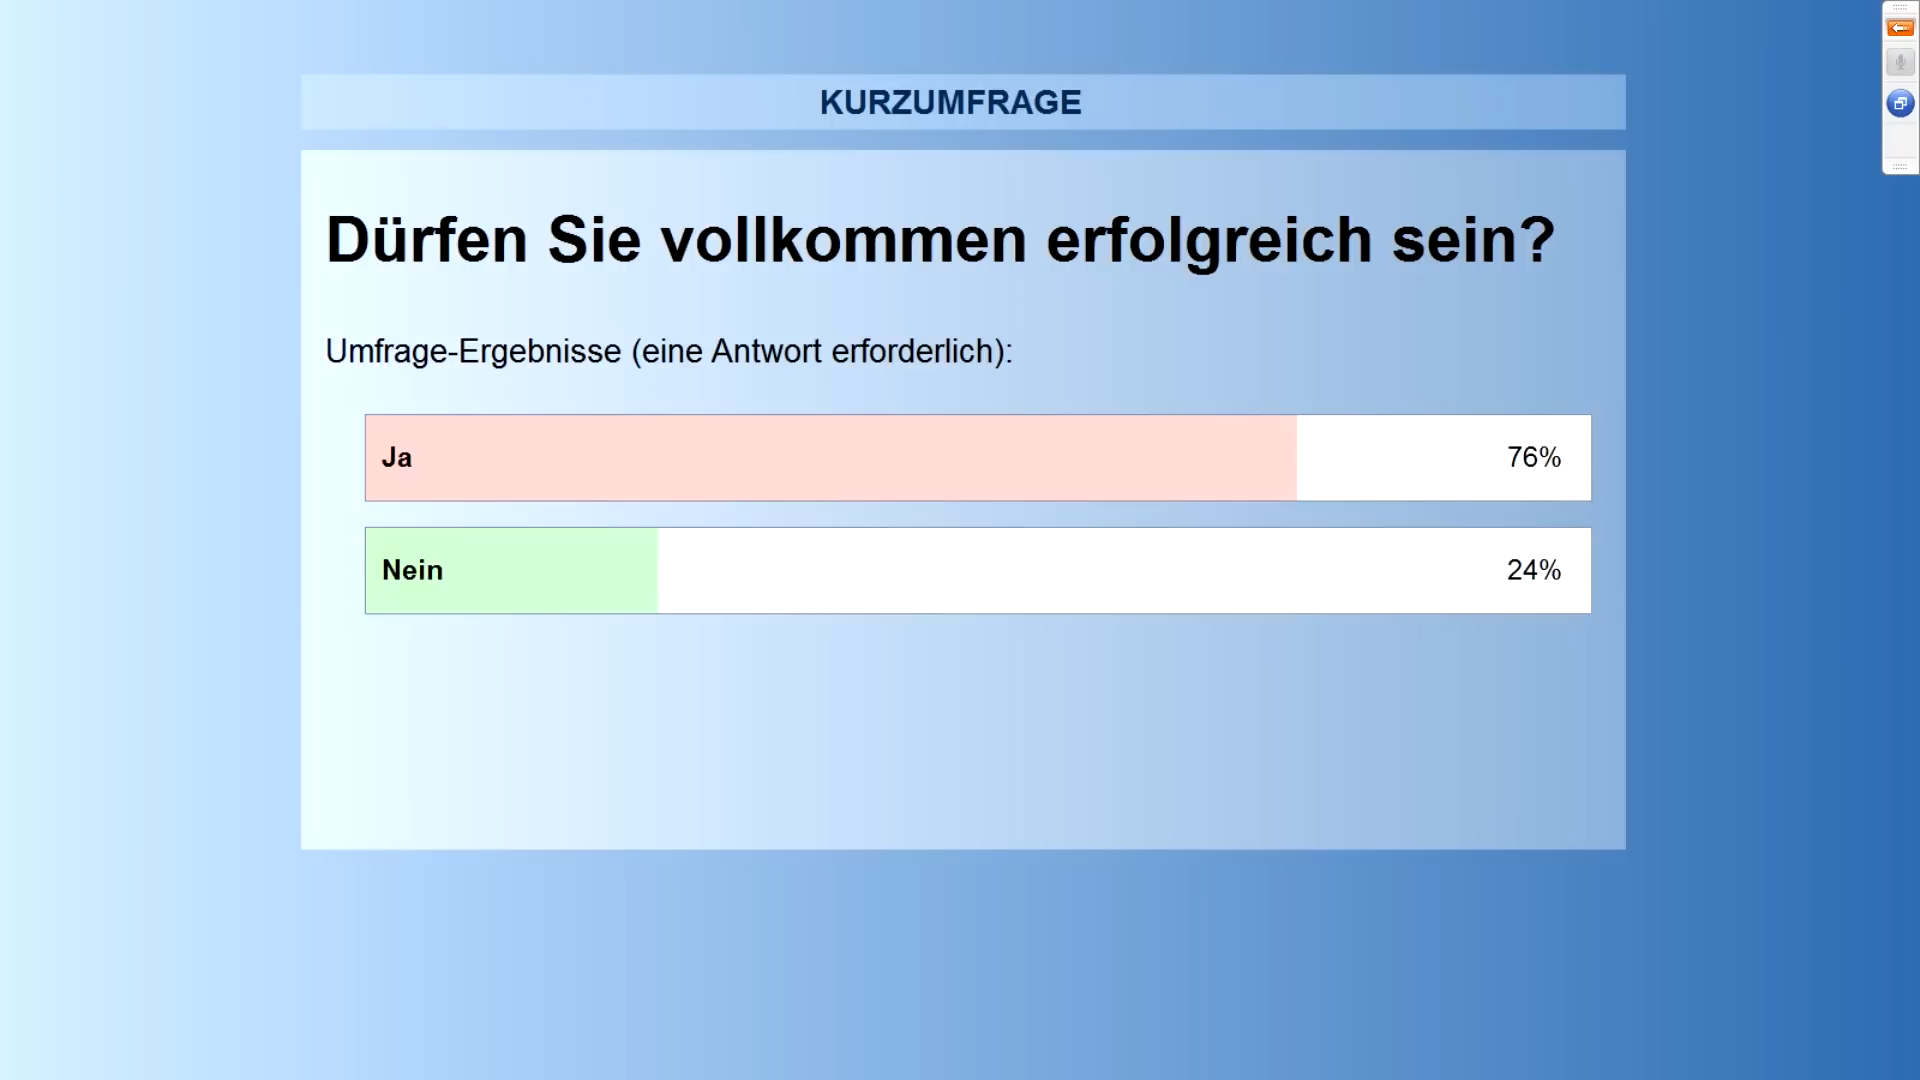 KURZUMFRAGE
Dürfen Sie vollkommen erfolgreich sein?
Umfrage-Ergebnisse (eine Antwort erforderlich):
Ja 76%
Nein 24%